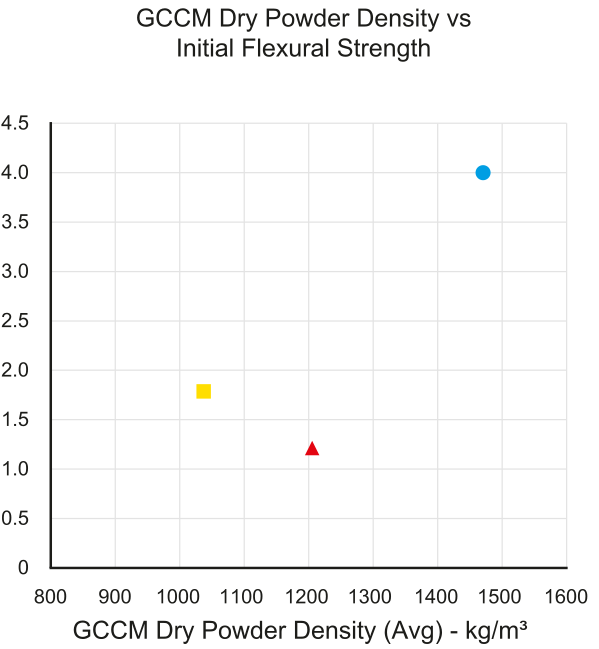 GCCM Dry Powder Density vs
Initial Flexural Strength
4.5
4.0
3.5
3.0
2.5
2.0
1.5
1.0
0.5
0
800 900 1000 1100 1200 1300 1400 1500 1600
GCCM Dry Powder Density (Avg) - kg/m³